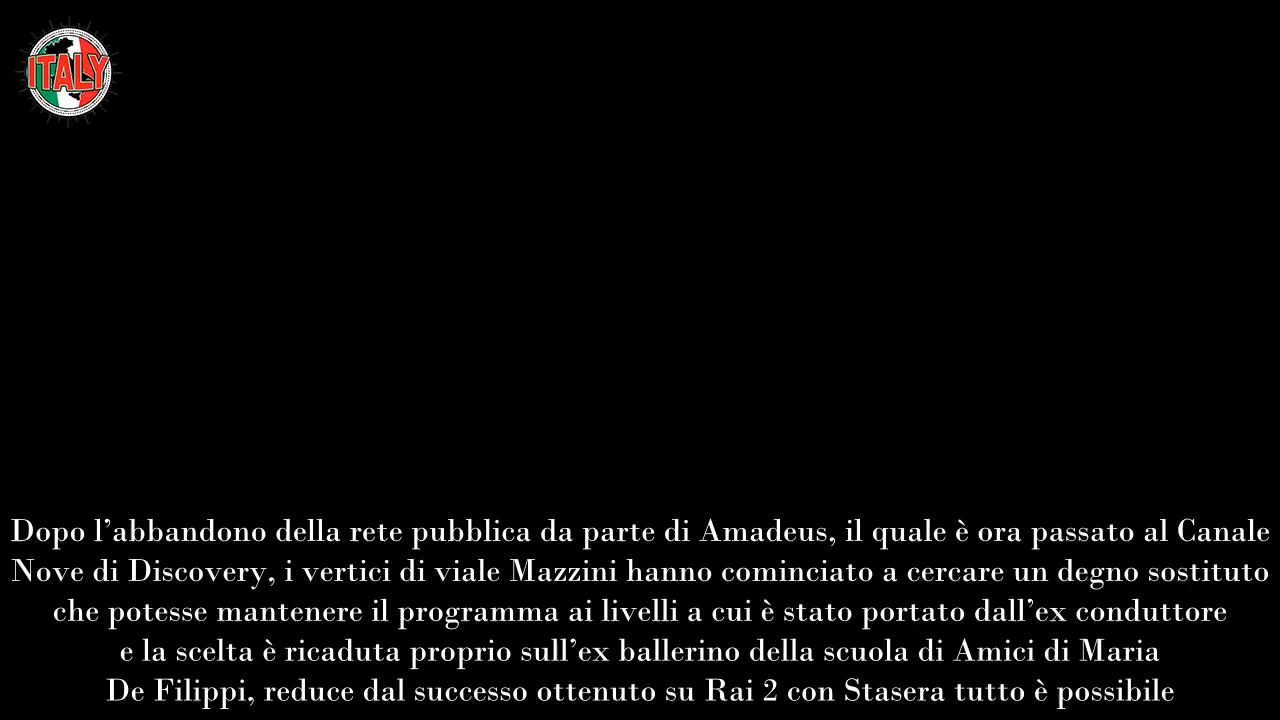 ITALY
Dopo l’abbandono della rete pubblica da parte di Amadeus, il quale è ora passato al Canale
Nove di Discovery, i vertici di viale Mazzini hanno cominciato a cercare un degno sostituto
che potesse mantenere il programma ai livelli a cui è stato portato dall’ex conduttore
e la scelta è ricaduta proprio sull’ex ballerino della scuola di Amici di Maria
De Filippi, reduce dal successo ottenuto su Rai 2 con Stasera tutto è possibile